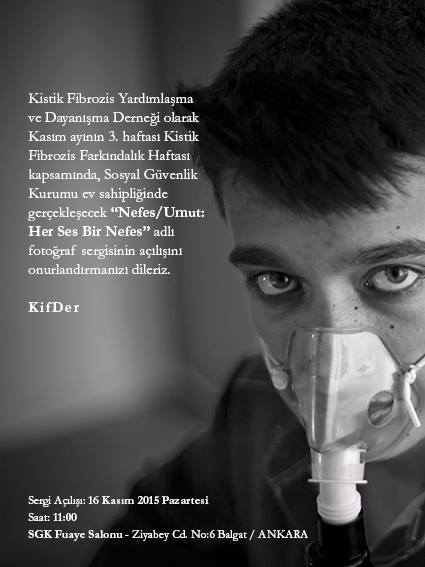 Kistik Fibrozis Yardımlaşma
ve Dayanışma Derneği olarak
Kasım ayinin 3. haftası Kistik
Fibrozis Farkındalık Haftası
kapsamında, Sosyal Güvenlik
Kurumu ev sahipliğinde
gerçekleşecek “Nefes/Umut:
Her Ses Bir Nefes” adlı
fotoğraf sergisinin açılışını
onurlandırmanızı dileriz.
KifDer
Sergi Açılışı: 16 Kasım 2015 Pazartesi
Saat: 11:00
SGK Fuaye Salonu - Ziyabey Cd. No:6 Balgat / ANKARA